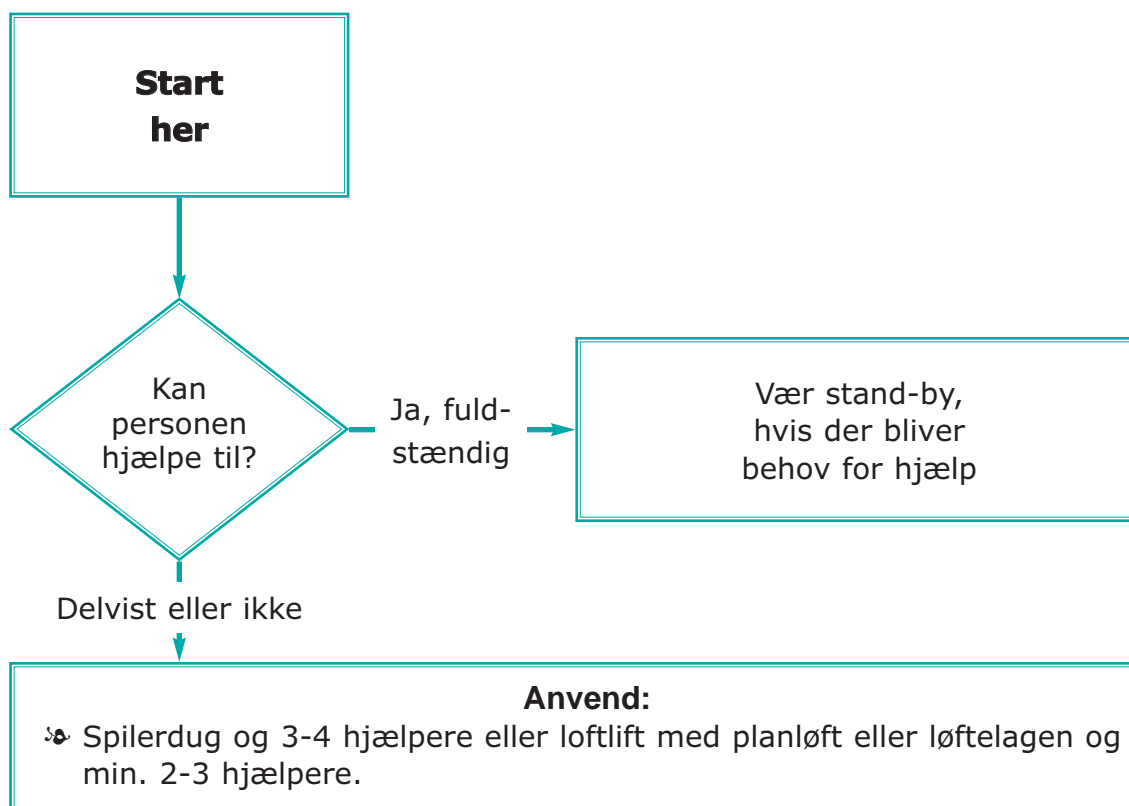 Start
her
Kan
personen
hjælpe til?
Ja, fuld-
stændig
Vær stand-by,
hvis der bliver
behov for hjælp
Delvist eller ikke
Anvend:
Spilerdug og 3-4 hjælpere eller loftlift med planløft eller løftelagen og
min. 2-3 hjælpere.